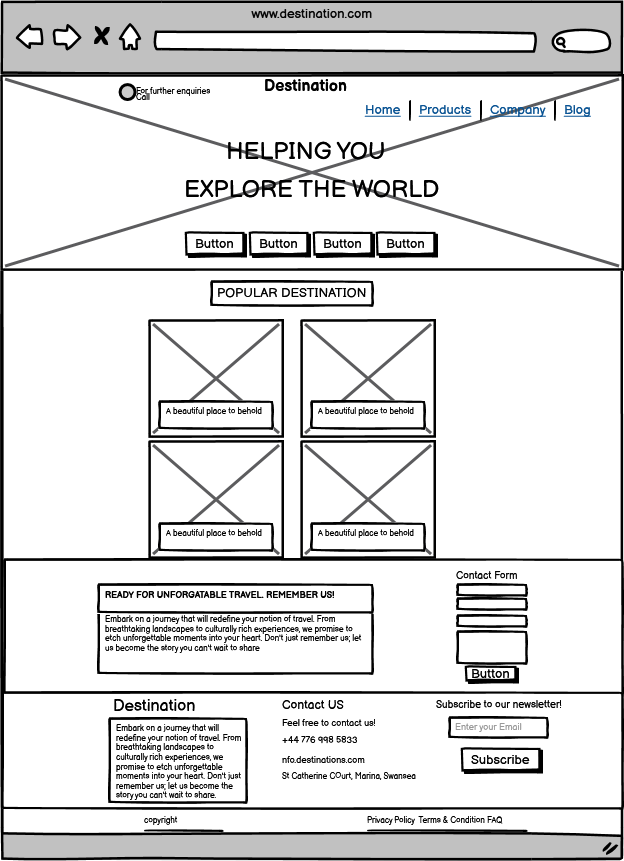 www.destination.com
For further enquiries
Call
Destination
Home Products Company Blog
HELPING YOU
EXPLORE THE WORLD
Button Button Button Button
POPULAR DESTINATION
A beautiful place to behold A beautiful place to behold
A beautiful place to behold A beautiful place to behold
READY FOR UNFORGATABLE TRAVEL. REMEMBER US!
Embark on a journey that will redefine your notion of travel. From
breathtaking landscapes to culturally rich experiences, we promise to
etch unforgettable moments into your heart. Don't just remember us; let
us become the story you can't wait to share
Contact Form
Button
Destination
Embark on a journey that will
redefine your notion of travel. From
breathtaking landscapes to
culturally rich experiences, we
promise to etch unforgettable
moments into your heart. Don't just
remember us; let us become the
story you can't wait to share.
Contact US
Feel free to contact us!
+44 776 998 5833
nfo.destinations.com
St Catherine COurt, Marina, Swansea
Subscribe to our newsletter!
Enter your Email
Subscribe
copyright
Privacy Policy Terms & Condition FAQ